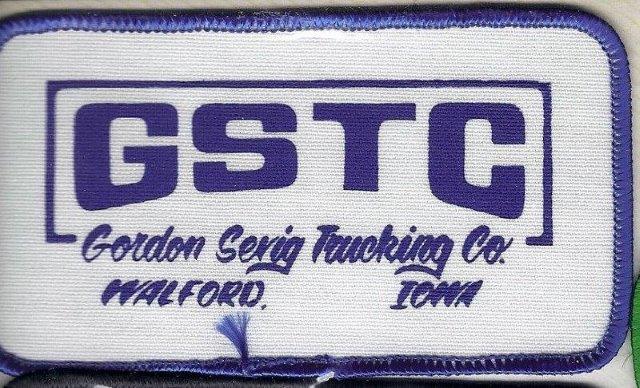 GSTC
Gordon Sevig Trucking Co.
WALFORD, IOWA